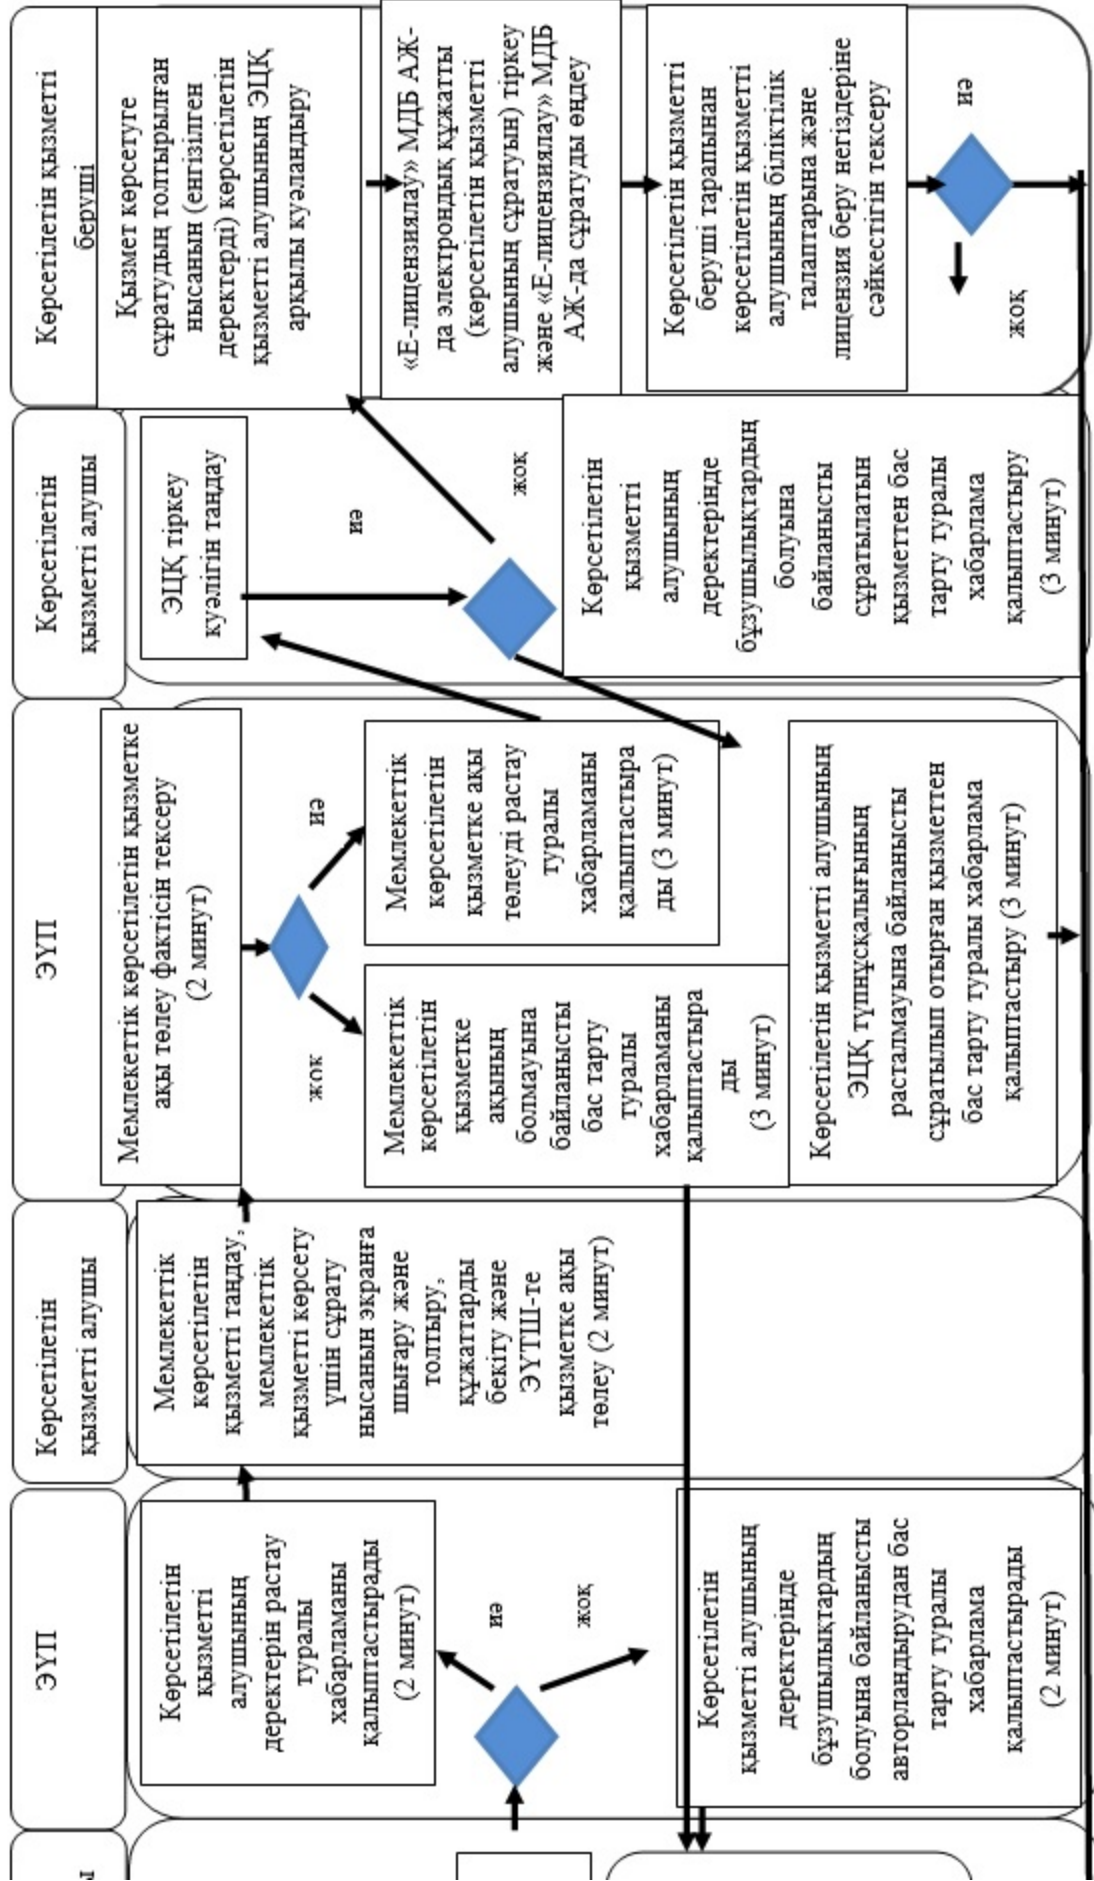 ы
ЭҮП
Көрсетілетін
қызметті
алушының
деректерін растау
туралы
хабарламаны
қалыптастырады
(2 минут)
иә
жоқ
Көрсетілетін
қызметті алушының
деректерінде
бұзушылықтардың
болуына байланысты
авторландырудан бас
тарту туралы
хабарлама
қалыптастырады
(2 минут)
Көрсетілетін
қызметті алушы
Мемлекеттік
көрсетілетін
қызметті таңдау,
мемлекеттік
қызметті көрсету
үшін сұрату
нысанын экранға
шығару және
толтыру,
құжаттарды
бекіту және
ЭҮТШ-те
қызметке ақы
төлеу (2 минут)
ЭҮП
Мемлекеттік көрсетілетін қызметке
ақы төлеу фактісін тексеру
(2 минут)
жоқ
иә
Мемлекеттік
көрсетілетін
қызметке
ақының
болмауына
байланысты
бас тарту
туралы
хабарламаны
қалыптастыра
ды
(3 минут)
Мемлекеттік
көрсетілетін
қызметке ақы
төлеуді растау
туралы
хабарламаны
қалыптастыра
ды (3 минут)
Көрсетілетін қызметті алушының
ЭЦҚ түпнұсқалығының
расталмауына байланысты
сұратылып отырған қызметтен
бас тарту туралы хабарлама
қалыптастыру (3 минут)
Көрсетілетін
қызметті алушы
ЭЦҚ тіркеу
куәлігін таңдау
иә
жоқ
Көрсетілетін
қызметті
алушының
деректерінде
бұзушылықтардың
болуына
байланысты
сұратылатын
қызметтен бас
тарту туралы
хабарлама
қалыптастыру
(3 минут)
Көрсетілетін қызметті
беруші
Қызмет көрсетуге
сұратудың толтырылған
нысанын (енгізілген
деректерді) көрсетілетін
қызметті алушының ЭЦҚ
арқылы куәландыру
«Е-лицензиялау» МДБ АЖ-
да электрондық құжатты
(көрсетілетін қызметті
алушының сұратуын) тіркеу
және «Е-лицензиялау» МДБ
АЖ-да сұратуды өңдеу
Көрсетілетін қызметті
беруші тарапынан
көрсетілетін қызметті
алушының біліктілік
талаптарына және
лицензия беру негіздеріне
сәйкестігін тексеру
иә
жоқ